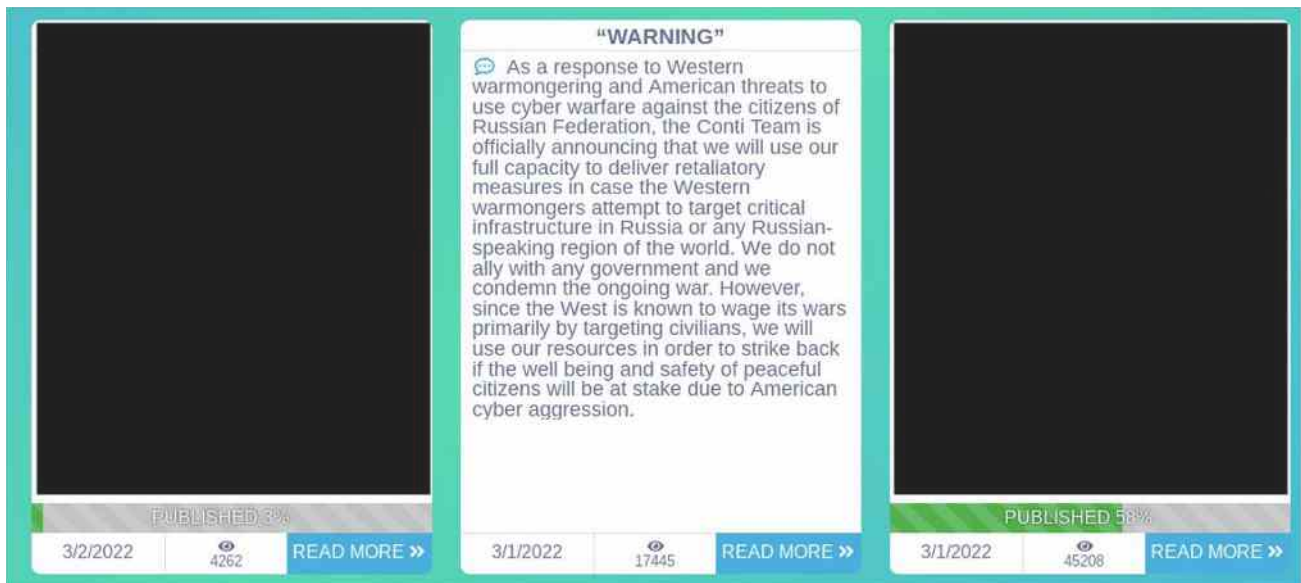 “WARNING”
As a response to Western
warmongering and American threats to
use cyber warfare against the citizens of
Russian Federation, the Conti Team is
officially announcing that we will use our
full capacity to deliver retaliatory
measures in case the Western
warmongers attempt to target critical
infrastructure in Russia or any Russian-
speaking region of the world. We do not
ally with any government and we
condemn the ongoing war. However,
since the West is known to wage its wars
primarily by targeting civilians, we will
use our resources in order to strike back
if the well being and safety of peaceful
citizens will be at stake due to American
cyber aggression.
PUBLISHED 3%
PUBLISHED 58%
3/2/2022
4262
READ MORE »
3/1/2022
17445
READ MORE »
3/1/2022
45208
READ MORE »